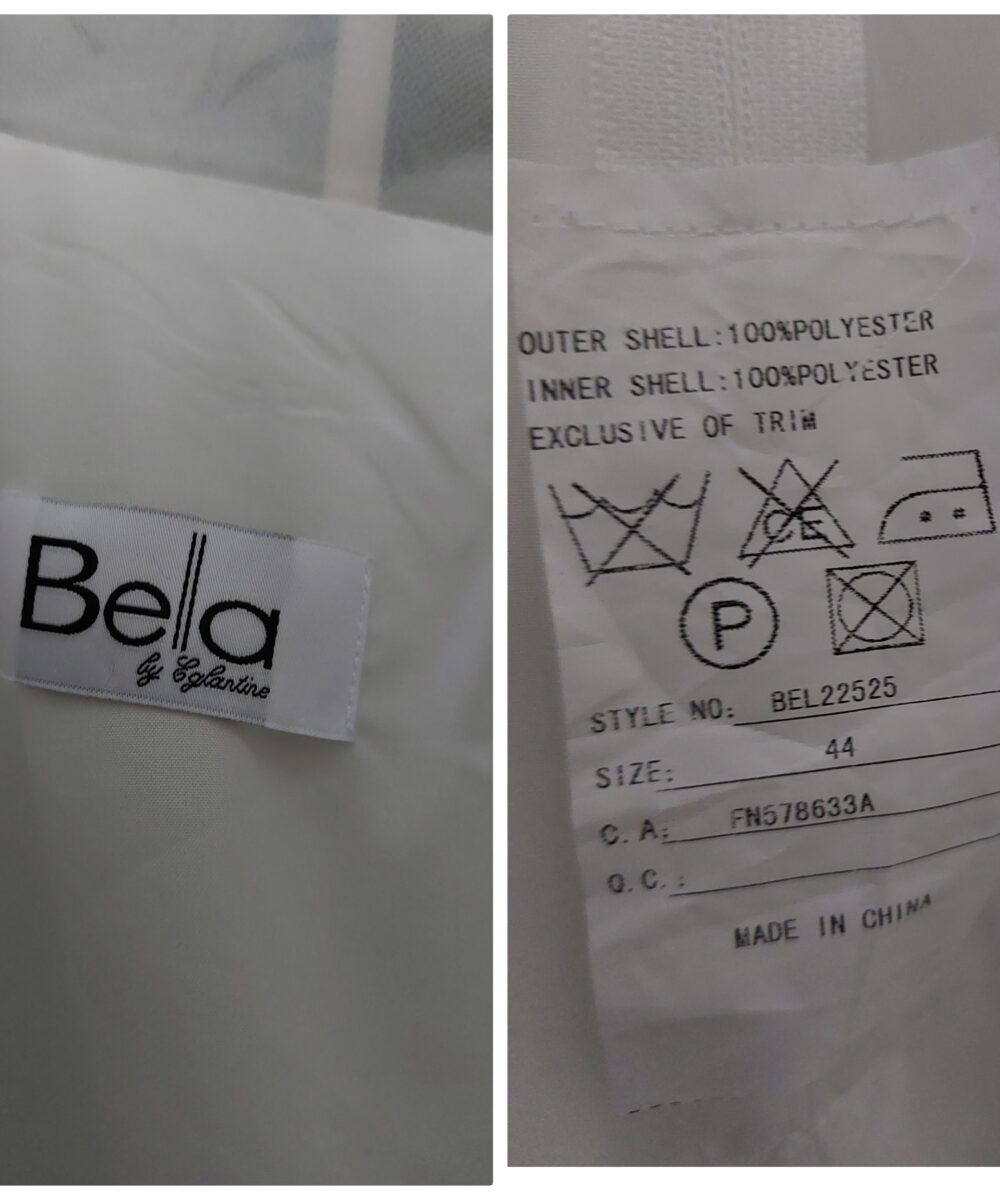 Bella
by Eglantine
OUTER SHELL:100%POLYESTER
INNER SHELL:100%POLYESTER
EXCLUSIVE OF TRIM
CE
P
STYLE NO: BEL22525
SIZE: 44
C.A: FN578633A
Q.C.:
MADE IN CHINA